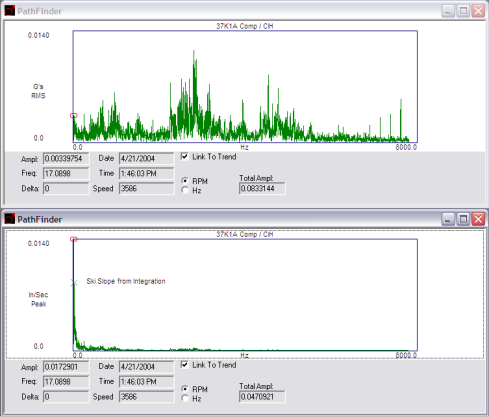 PathFinder
37K1A Comp / CIH
0.0140
G's
RMS
0.0
0.0 Hz 8000.0
Ampl: 0.00339754 Date 4/21/2004 Link To Trend
Freq: 17.0898 Time 1:46:03 PM RPM Total Ampl:
Delta: 0 Speed 3586 Hz 0.0833144
PathFinder
37K1A Comp / CIH
0.0140
Ski Slope from Integration
In/Sec
Peak
0.0
0.0 Hz 8000.0
Ampl: 0.0172901 Date 4/21/2004 Link To Trend
Freq: 17.0898 Time 1:46:03 PM RPM Total Ampl:
Delta: 0 Speed 3586 Hz 0.0470921